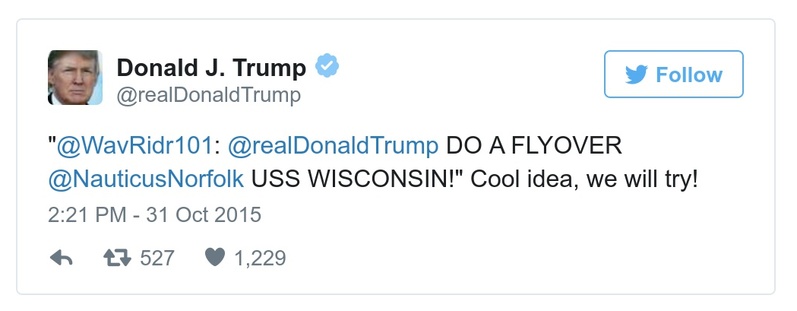 Donald J. Trump
Follow
@realDonaldTrump
"@WavRidr101: @realDonaldTrump DO A FLYOVER
@NauticusNorfolk USS WISCONSIN!" Cool idea, we will try!
2:21 PM - 31 Oct 2015
527 1,229